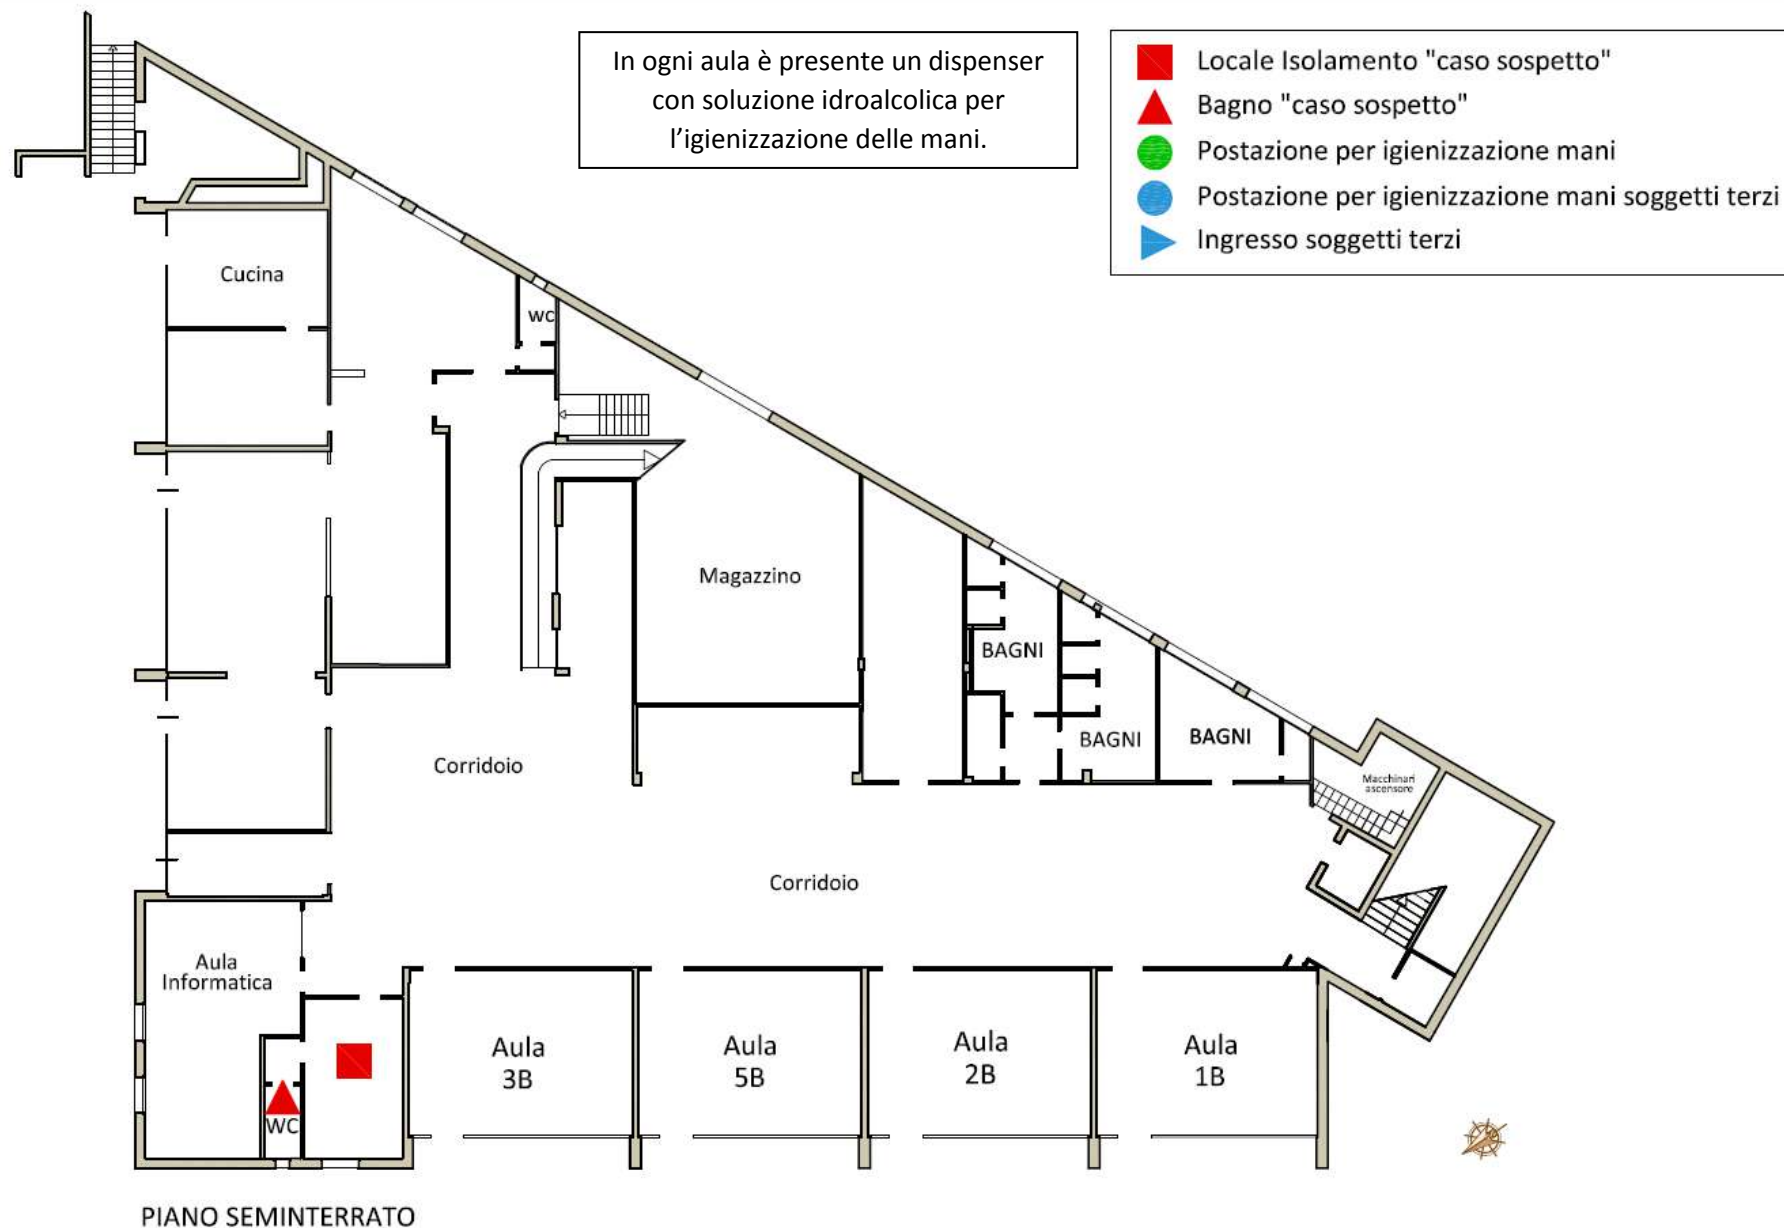 In ogni aula è presente un dispenser
con soluzione idroalcolica per
l’igienizzazione delle mani.
Locale Isolamento "caso sospetto"
Bagno "caso sospetto"
Postazione per igienizzazione mani
Postazione per igienizzazione mani soggetti terzi
Ingresso soggetti terzi
Cucina
wc
Magazzino
BAGNI
BAGNI
BAGNI
Corridoio
Macchinari
ascensore
Corridoio
Aula
Informatica
Aula
3B
Aula
5B
Aula
2B
Aula
1B
WC
PIANO SEMINTERRATO